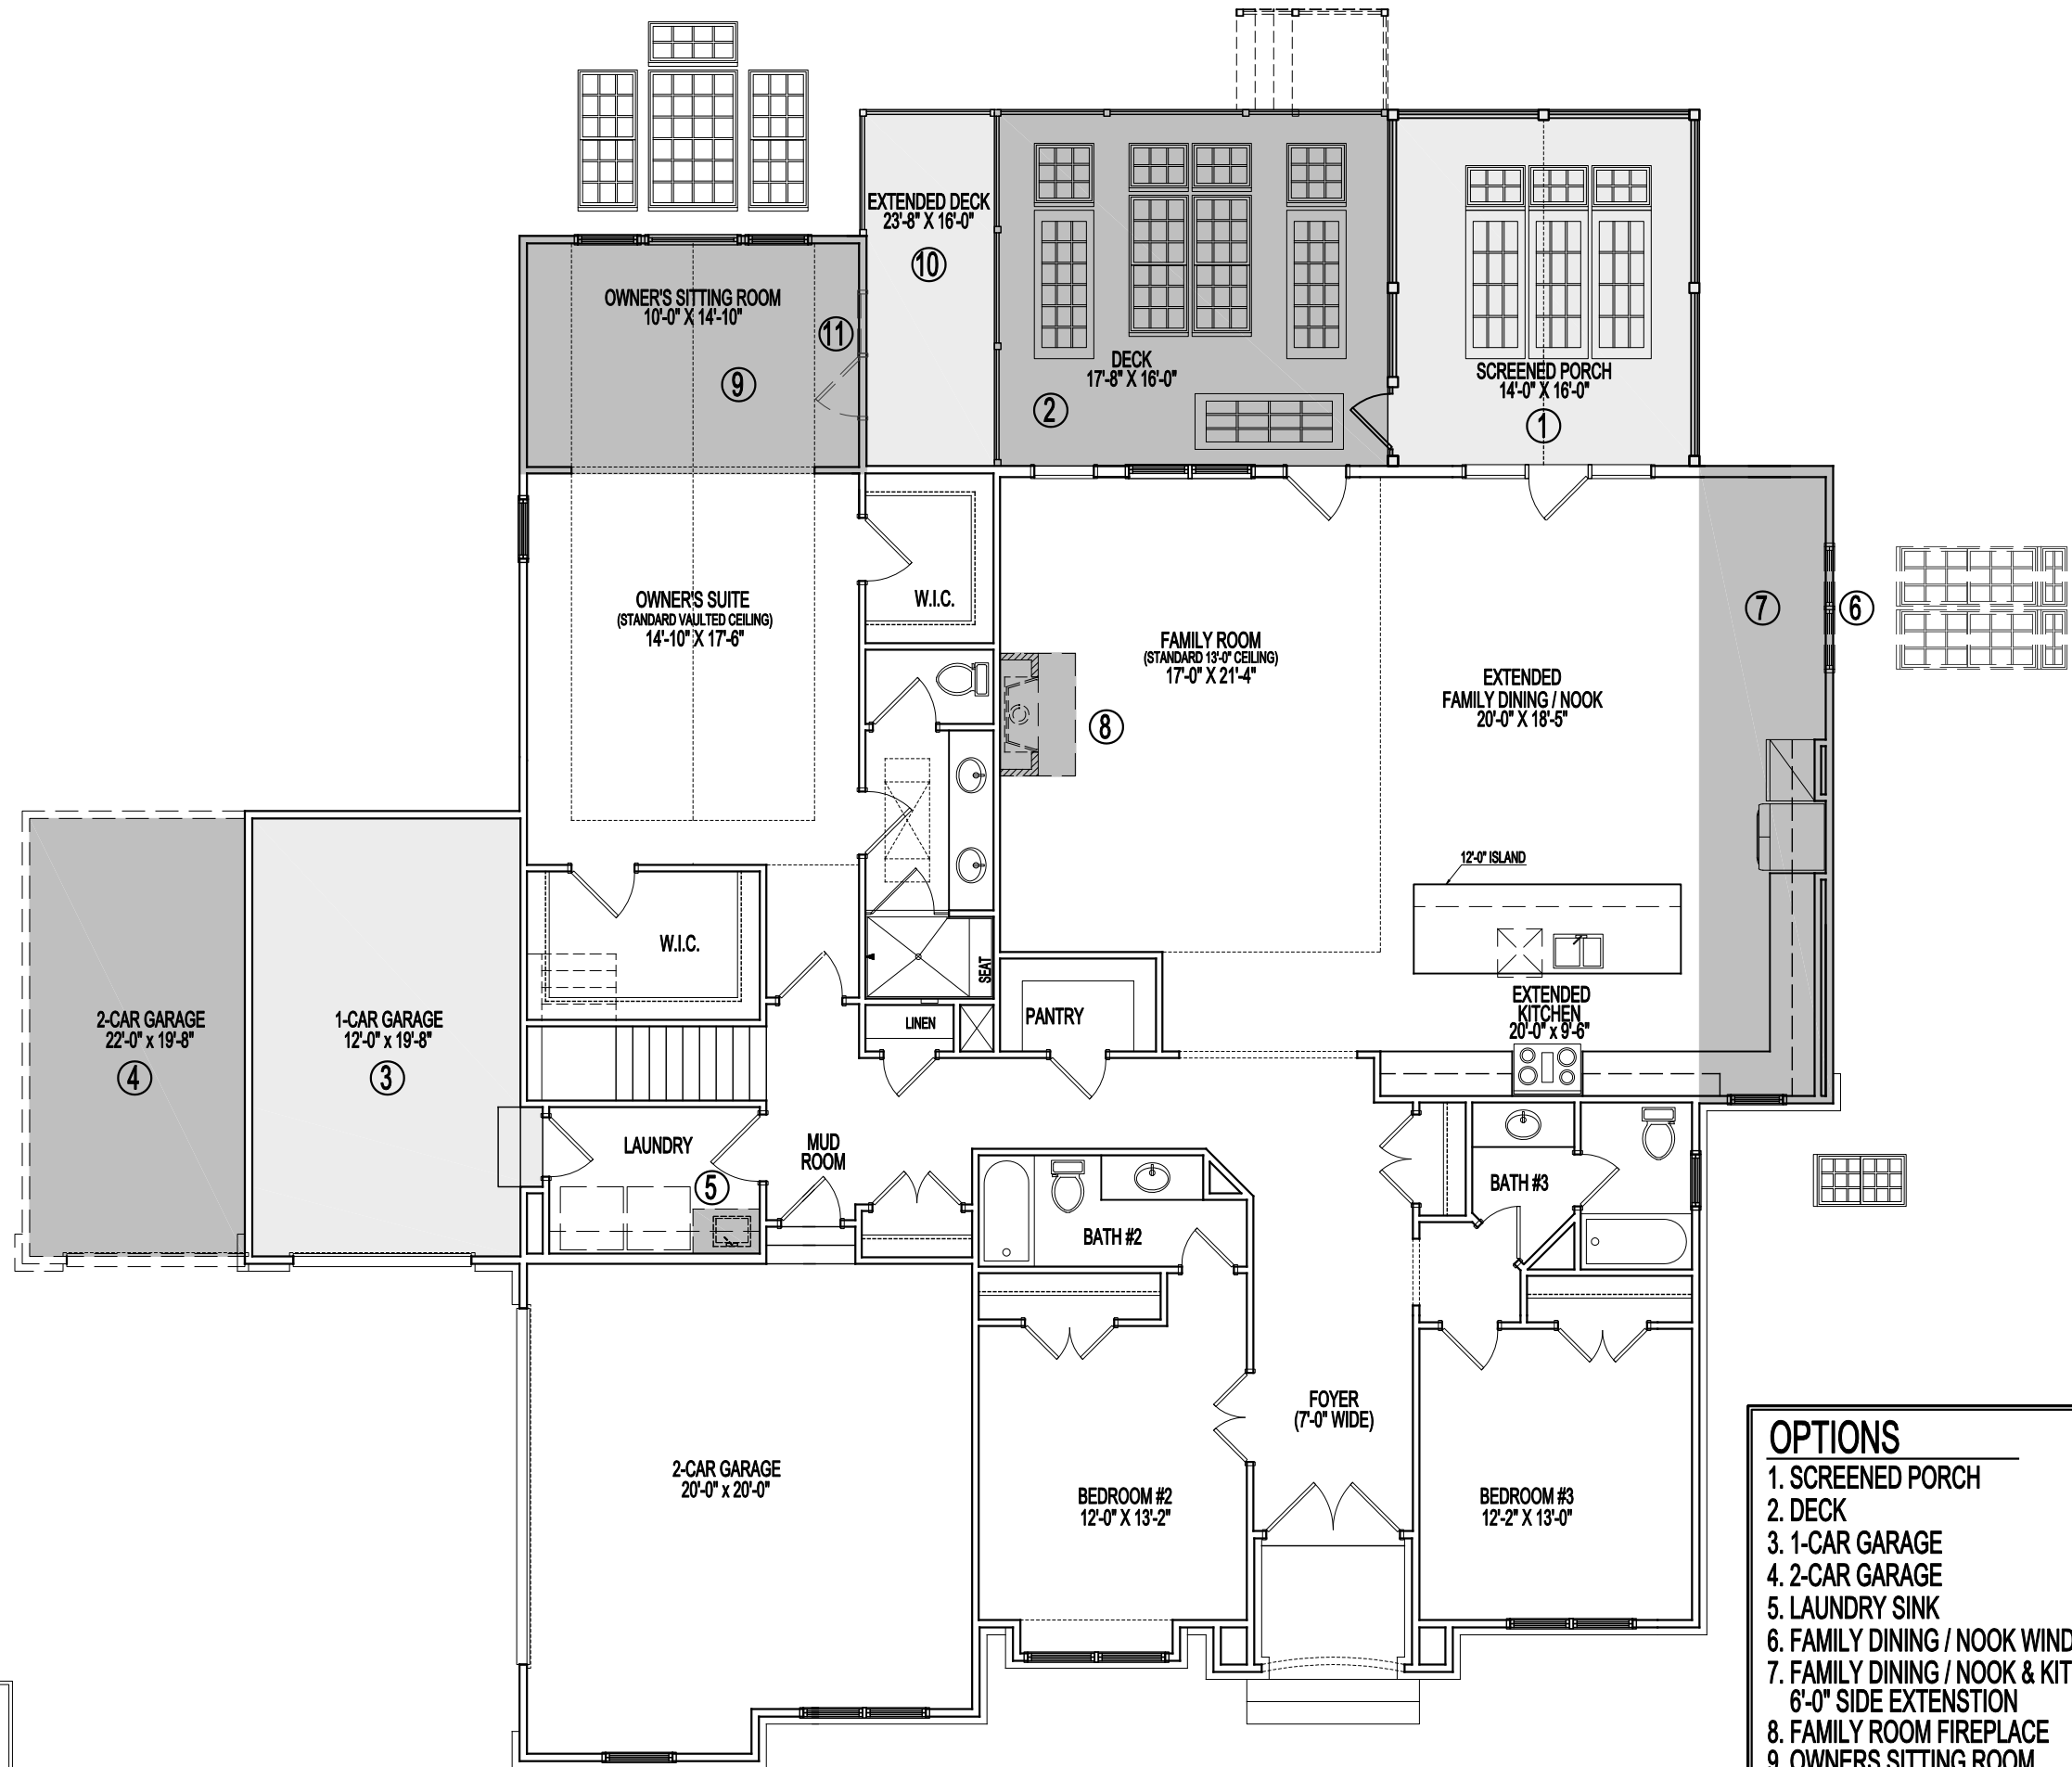 EXTENDED DECK
23'-8" X 16'-0"
10
OWNER'S SITTING ROOM
10'-0" X 14'-10"
11
9
DECK
17'-8" X 16'-0"
2
SCREENED PORCH
14'-0" X 16'-0"
1
OWNER'S SUITE
(STANDARD VAULTED CEILING)
14'-10" X 17'-6"
W.I.C.
FAMILY ROOM
(STANDARD 13'-0" CEILING)
17'-0" X 21'-4"
8
EXTENDED
FAMILY DINING / NOOK
20'-0" X 18'-5"
7
6
12'-0" ISLAND
W.I.C.
SEAT
2-CAR GARAGE
22'-0" x 19'-8"
4
1-CAR GARAGE
12'-0" x 19'-8"
3
LINEN
PANTRY
EXTENDED
KITCHEN
20'-0" x 9'-6"
LAUNDRY
5
MUD
ROOM
BATH #2
BATH #3
FOYER
(7'-0" WIDE)
2-CAR GARAGE
20'-0" x 20'-0"
BEDROOM #2
12'-0" X 13'-2"
BEDROOM #3
12'-2" X 13'-0"
OPTIONS
1. SCREENED PORCH
2. DECK
3. 1-CAR GARAGE
4. 2-CAR GARAGE
5. LAUNDRY SINK
6. FAMILY DINING / NOOK WIND
7. FAMILY DINING / NOOK & KIT
6'-0" SIDE EXTENSTION
8. FAMILY ROOM FIREPLACE
9. OWNERS SITTING ROOM